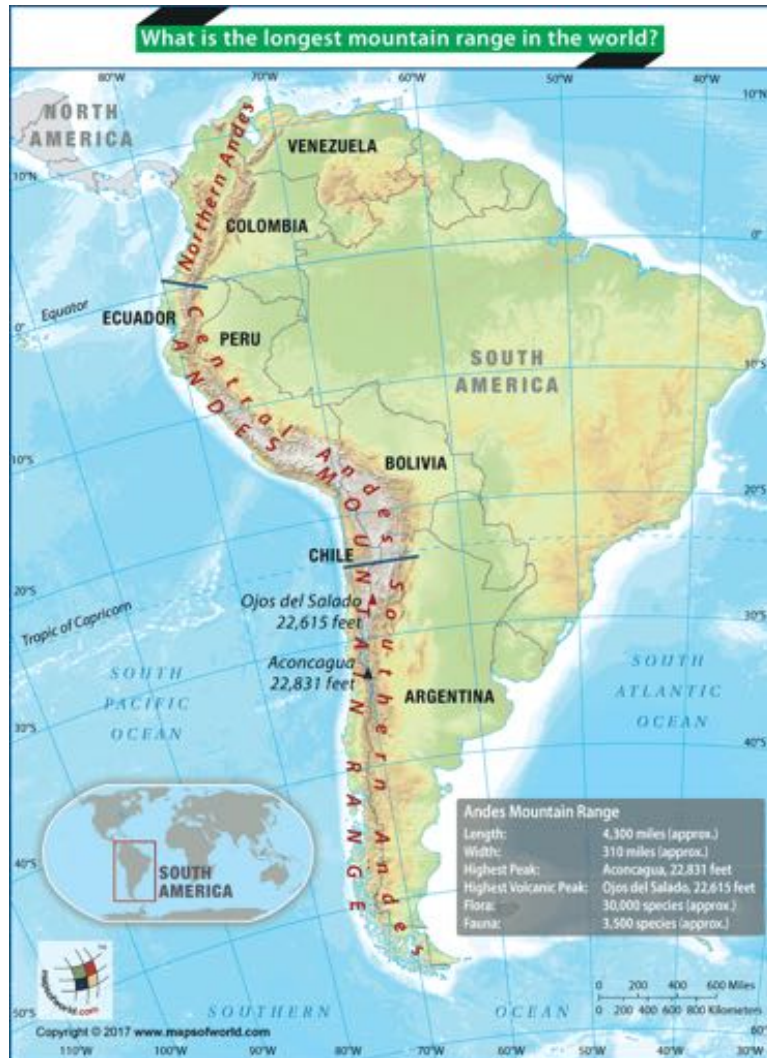 What is the longest mountain range in the world?
80°W
70°W
60°W
50°W
40°W
10°N
NORTH
AMERICA
10°N
VENEZUELA
COLOMBIA
Northern Andes
0°
Equator
ECUADOR
0°
PERU
Central Andes
ANDES MOUNTAIN RANGE
SOUTH
AMERICA
10°S
10°S
BOLIVIA
20°S
CHILE
20°S
Ojos del Salado
22,615 feet
30°S
Tropic of Capricorn
Aconcagua
22,831 feet
Southern Andes
ARGENTINA
SOUTH
PACIFIC
OCEAN
SOUTH
ATLANTIC
OCEAN
30°S
40°S
Andes Mountain Range
Length: 4,300 miles (approx.)
Width: 310 miles (approx.)
Highest Peak: Aconcagua, 22,831 feet
Highest Volcanic Peak: Ojos del Salado, 22,615 feet
Flora: 30,000 species (approx.)
Fauna: 3,500 species (approx.)
40°S
SOUTH
AMERICA
mapsofworld.com
0 200 400 600 Miles
0 200 400 600 800 Kilometers
50°S
SOUTHERN OCEAN
Copyright © 2017 www.mapsofworld.com
110°W
100°W
90°W
80°W
70°W
60°W
50°W
40°W
30°W